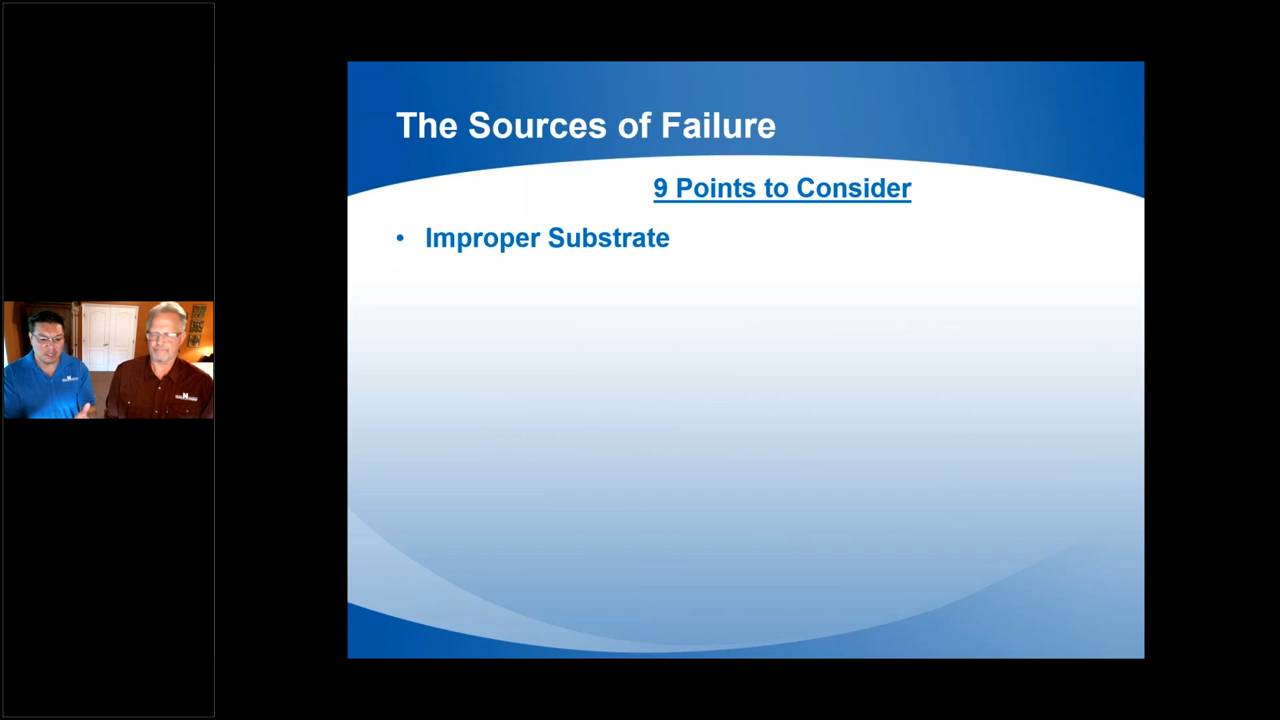 The Sources of Failure
9 Points to Consider
• Improper Substrate